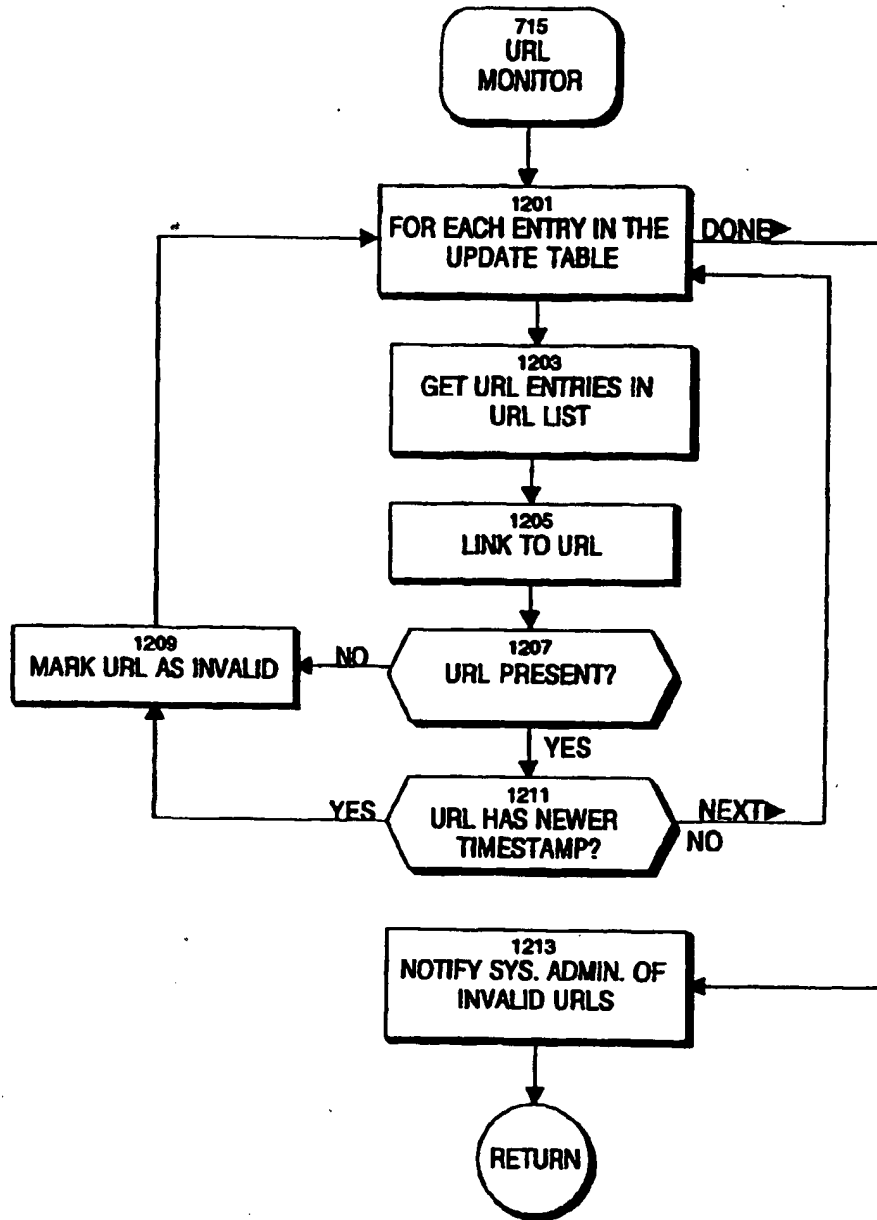 715
URL
MONITOR
1201
FOR EACH ENTRY IN THE
UPDATE TABLE
DONE
1203
GET URL ENTRIES IN
URL LIST
1205
LINK TO URL
1207
URL PRESENT?
NO
1209
MARK URL AS INVALID
YES
1211
URL HAS NEWER
TIMESTAMP?
YES
NEXT
NO
1213
NOTIFY SYS. ADMIN. OF
INVALID URLS
RETURN